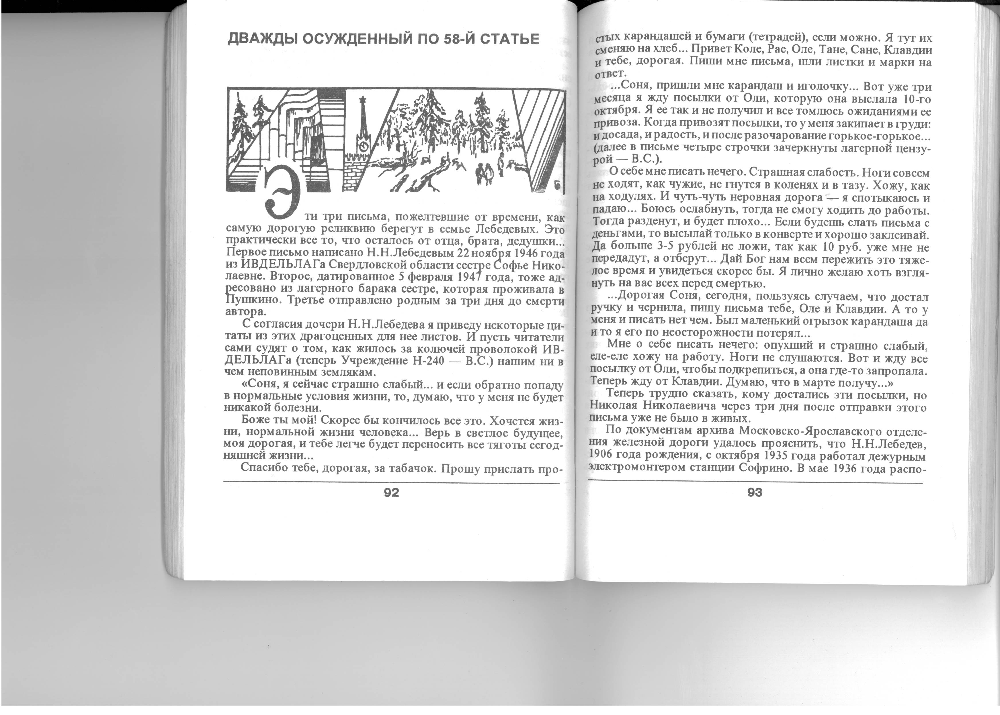 ДВАЖДЫ ОСУЖДЕННЫЙ ПО 58-Й СТАТЬЕ
Эти три письма, пожелтевшие от времени, как
самую дорогую реликвию берегут в семье Лебедевых. Это
практически все то, что осталось от отца, брата, дедушки...
Первое письмо написано Н.Н.Лебедевым 22 ноября 1946 года
из ИВДЕЛЬЛАГа Свердловской области сестре Софье Нико-
лаевне. Второе, датированное 5 февраля 1947 года, тоже ад-
ресовано из лагерного барака сестре, которая проживала в
Пушкино. Третье отправлено родным за три дня до смерти
автора.
С согласия дочери Н.Н.Лебедева я приведу некоторые ци-
таты из этих драгоценных для нее листов. И пусть читатели
сами судят о том, как жилось за колючей проволокой ИВ-
ДЕЛЬЛАГа (теперь Учреждение Н-240 — В.С.) нашим ни в
чем неповинным землякам.
«Соня, я сейчас страшно слабый... и если обратно попаду
в нормальные условия жизни, то, думаю, что у меня не будет
никакой болезни.
Боже ты мой! Скорее бы кончилось все это. Хочется жиз-
ни, нормальной жизни человека... Верь в светлое будущее,
моя дорогая, и тебе легче будет переносить все тяготы сегод-
няшней жизни...
Спасибо тебе, дорогая, за табачок. Прошу прислать про-
92
стых карандашей и бумаги (тетрадей), если можно. Я тут их
сменяю на хлеб... Привет Коле, Рае, Оле, Тане, Сане, Клавдии
и тебе, дорогая. Пиши мне письма, шли листки и марки на
ответ.
...Соня, пришли мне карандаш и иголочку... Вот уже три
месяца я жду посылки от Оли, которую она выслала 10-го
октября. Я ее так и не получил и все томлюсь ожиданиями ее
привоза. Когда привозят посылки, то у меня закипает в груди:
и досада, и радость, и после разочарование горькое-горькое...
(далее в письме четыре строчки зачеркнуты лагерной цензу-
рой — В.С.).
О себе мне писать нечего. Страшная слабость. Ноги совсем
не ходят, как чужие, не гнутся в коленях и в тазу. Хожу, как
на ходулях. И чуть-чуть неровная дорога — я спотыкаюсь и
падаю... Боюсь ослабнуть, тогда не смогу ходить до работы.
Тогда разденут, и будет плохо... Если будешь слать письма с
деньгами, то высылай только в конверте и хорошо заклеивай.
Да больше 3-5 рублей не ложи, так как 10 руб. уже мне не
передадут, а отберут... Дай Бог нам всем пережить это тяже-
лое время и увидеться скорее бы. Я лично желаю хоть взгля-
нуть на вас всех перед смертью.
...Дорогая Соня, сегодня, пользуясь случаем, что достал
ручку и чернила, пишу письма тебе, Оле и Клавдии. А то у
меня и писать нет чем. Был маленький огрызок карандаша да
и то я его по неосторожности потерял...
Мне о себе писать нечего: опухший и страшно слабый,
еле-еле хожу на работу. Ноги не слушаются. Вот и жду все
посылку от Оли, чтобы подкрепиться, а она где-то запропала.
Теперь жду от Клавдии. Думаю, что в марте получу...»
Теперь трудно сказать, кому достались эти посылки, но
Николая Николаевича через три дня после отправки этого
письма уже не было в живых.
По документам архива Московско-Ярославского отделе-
ния железной дороги удалось прояснить, что Н.Н.Лебедев,
1906 года рождения, с октября 1935 года работал дежурным
электромонтером станции Софрино. В мае 1936 года распо-
93